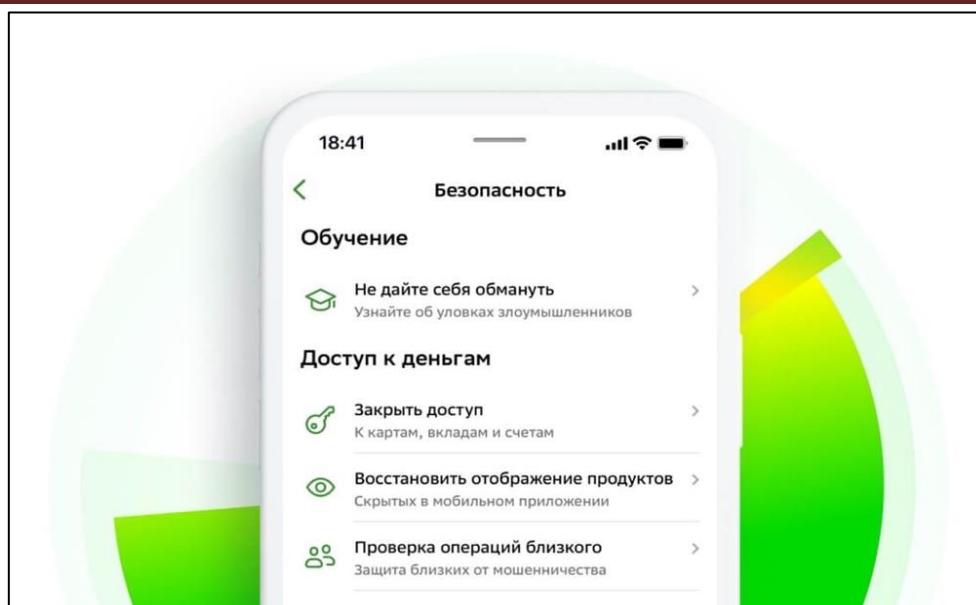 18:41
Безопасность
Обучение
Не дайте себя обмануть
Узнайте об уловках злоумышленников
Доступ к деньгам
Закрыть доступ
К картам, вкладам и счетам
Восстановить отображение продуктов
Скрытых в мобильном приложении
Проверка операций близкого
Защита близких от мошенничества